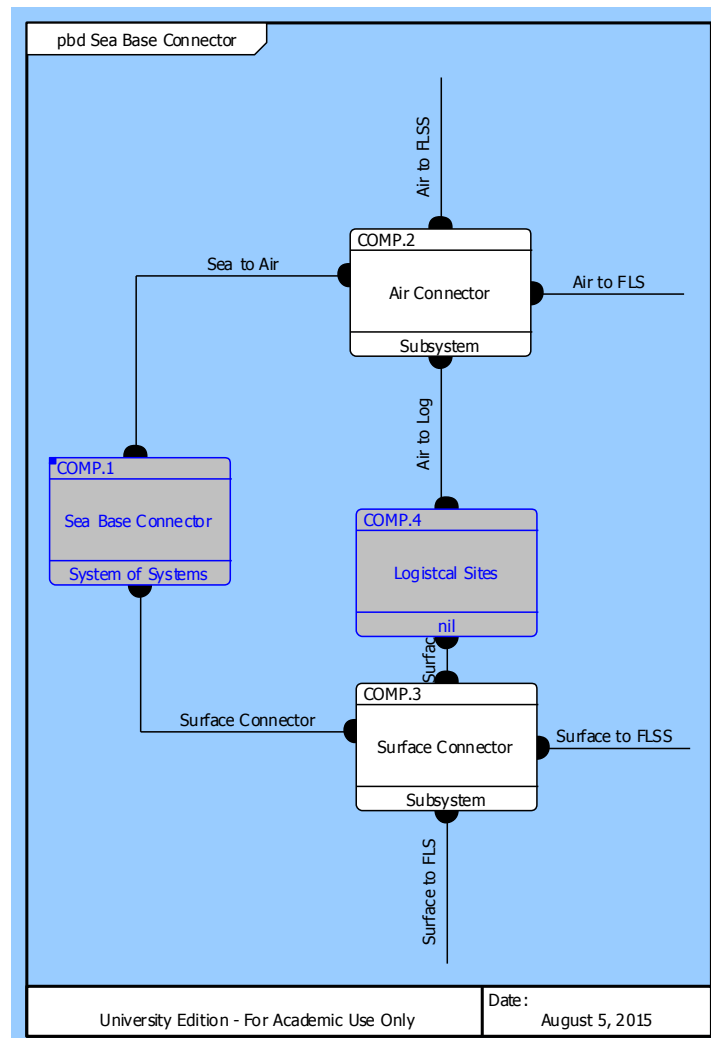 pbd Sea Base Connector
Air to FLSS
COMP.2
Air Connector
Subsystem
Sea to Air
Air to FLS
Air to Log
COMP.1
Sea Base Connector
System of Systems
COMP.4
Logistcal Sites
nil
COMP.3
Surface Connector
Subsystem
Surface Connector
Surface to FLSS
Surface to FLS
University Edition - For Academic Use Only
Date:
August 5, 2015